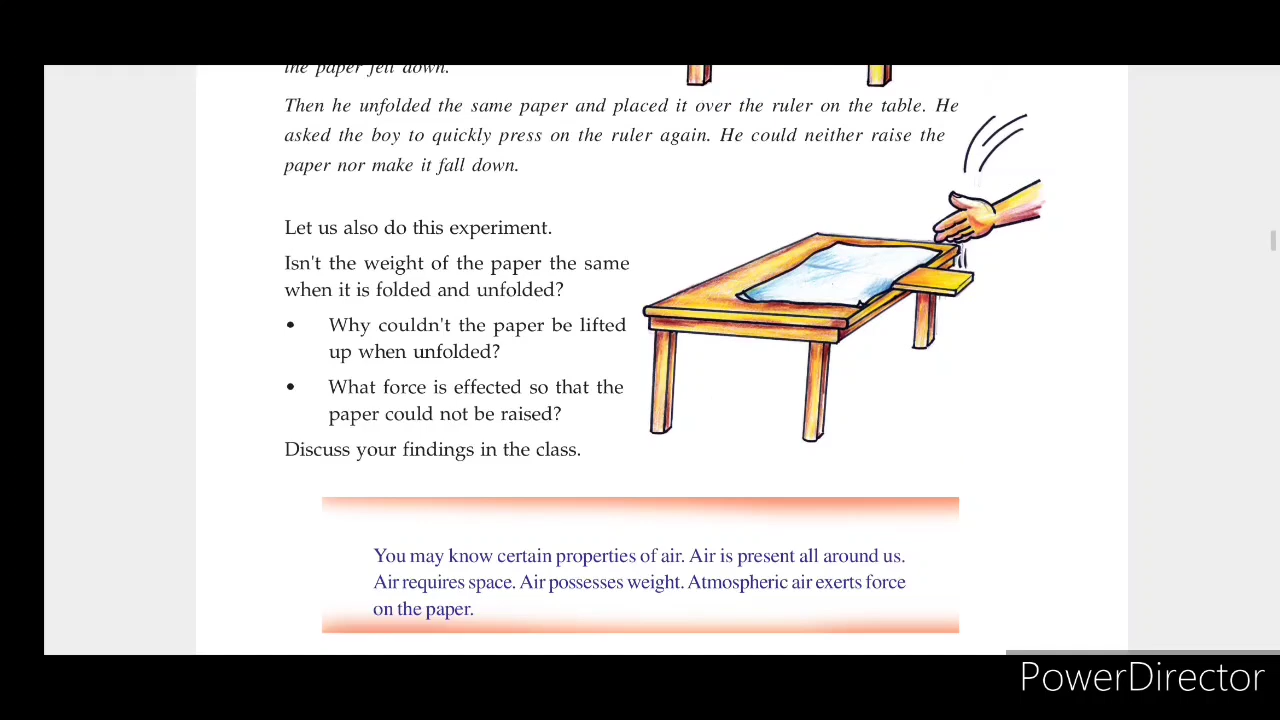 the paper fell down.
Then he unfolded the same paper and placed it over the ruler on the table. He
asked the boy to quickly press on the ruler again. He could neither raise the
paper nor make it fall down.
Let us also do this experiment.
Isn't the weight of the paper the same
when it is folded and unfolded?
• Why couldn't the paper be lifted
up when unfolded?
• What force is effected so that the
paper could not be raised?
Discuss your findings in the class.
You may know certain properties of air. Air is present all around us.
Air requires space. Air possesses weight. Atmospheric air exerts force
on the paper.
PowerDirector